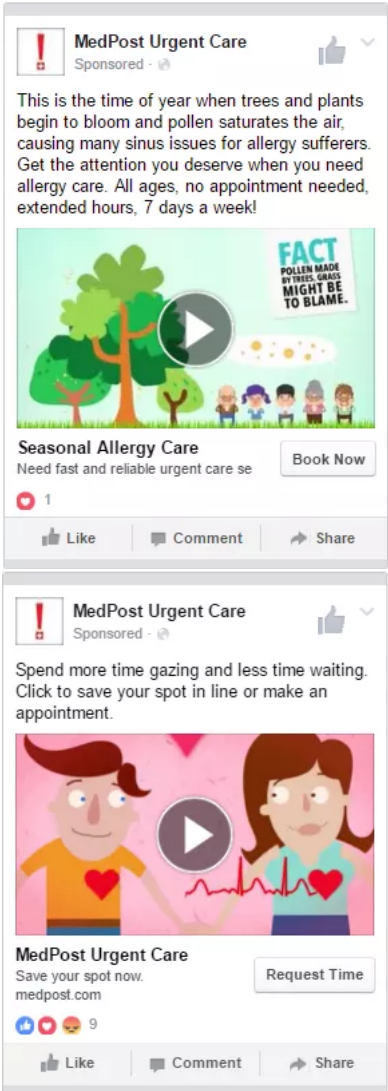 MedPost Urgent Care
Sponsored ·
This is the time of year when trees and plants
begin to bloom and pollen saturates the air,
causing many sinus issues for allergy sufferers.
Get the attention you deserve when you need
allergy care. All ages, no appointment needed,
extended hours, 7 days a week!
FACT
POLLEN MADE
BY TREES, GRASS
MIGHT BE
TO BLAME.
Seasonal Allergy Care
Need fast and reliable urgent care se
Book Now
1
Like Comment Share
MedPost Urgent Care
Sponsored ·
Spend more time gazing and less time waiting.
Click to save your spot in line or make an
appointment.
MedPost Urgent Care
Save your spot now.
medpost.com
Request Time
9
Like Comment Share